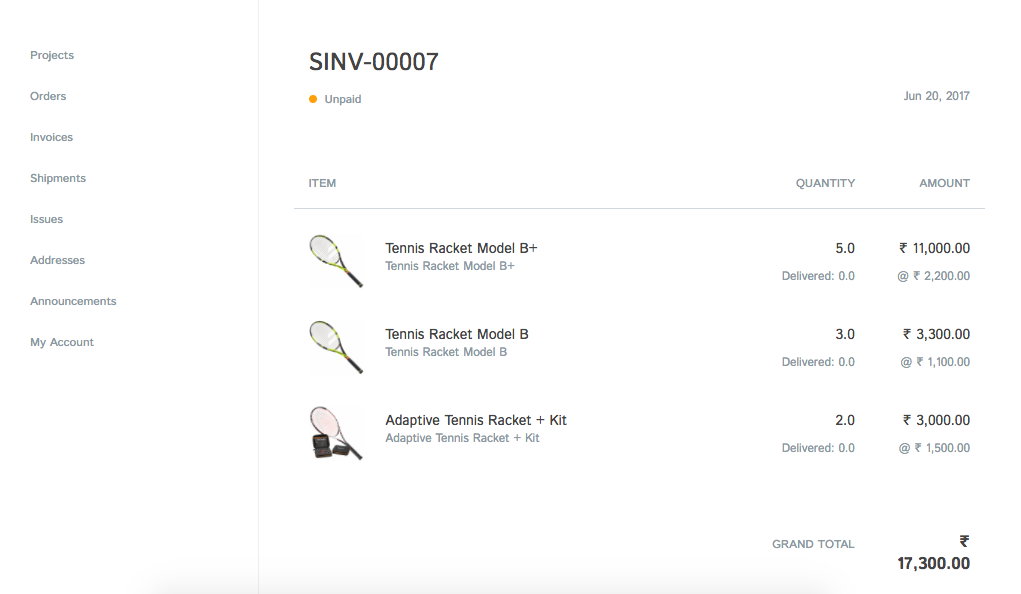 Projects
Orders
Invoices
Shipments
Issues
Addresses
Announcements
My Account
SINV-00007
Unpaid
Jun 20, 2017
ITEM QUANTITY AMOUNT
Tennis Racket Model B+ 5.0 ₹ 11,000.00
Tennis Racket Model B+
Delivered: 0.0 @ ₹ 2,200.00
Tennis Racket Model B 3.0 ₹ 3,300.00
Tennis Racket Model B
Delivered: 0.0 @ ₹ 1,100.00
Adaptive Tennis Racket + Kit 2.0 ₹ 3,000.00
Adaptive Tennis Racket + Kit
Delivered: 0.0 @ ₹ 1,500.00
GRAND TOTAL ₹
17,300.00